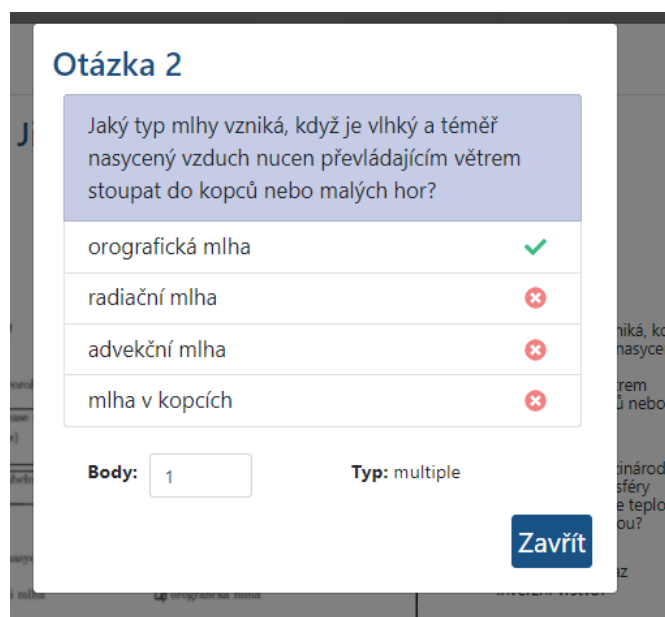 Otázka 2
Jaký typ mlhy vzniká, když je vlhký a téměř
nasycený vzduch nucen převládajícím větrem
stoupat do kopců nebo malých hor?
orografická mlha
radiační mlha
advekční mlha
mlha v kopcích
Body: 1 Typ: multiple
Zavřít